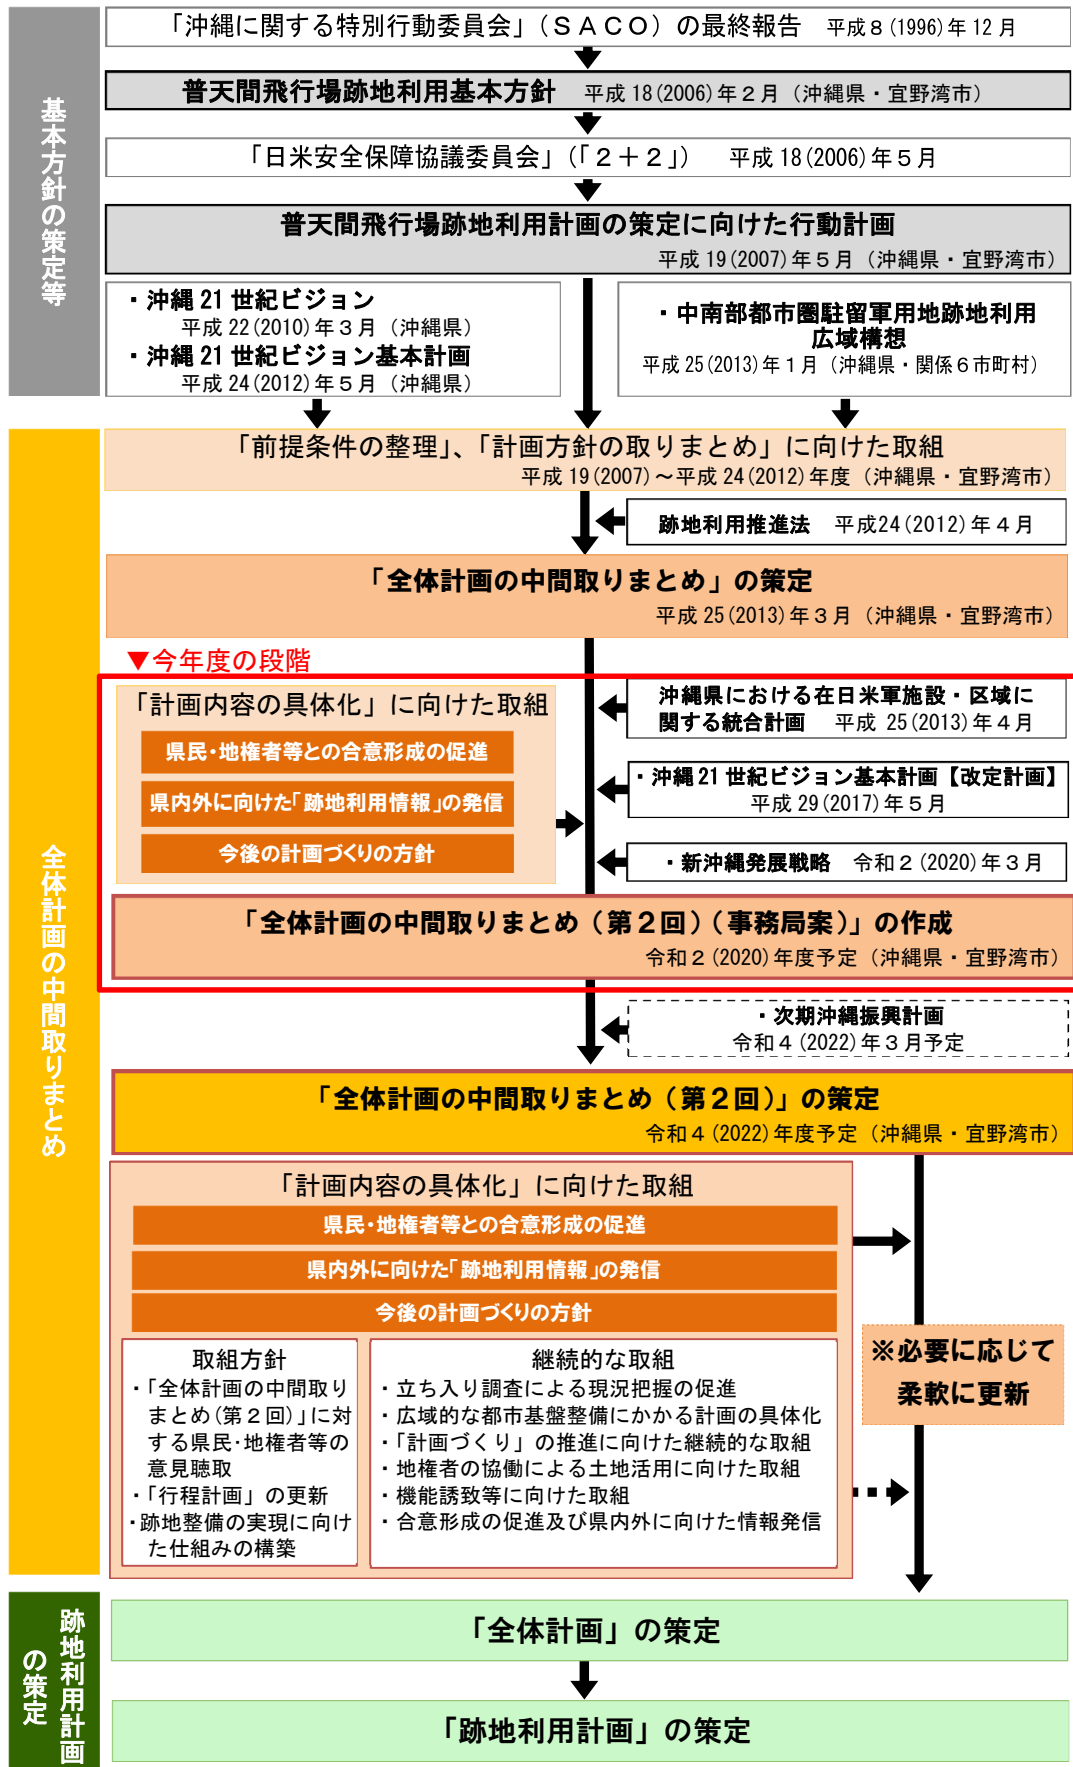 基本方針の策定等
「沖縄に関する特別行動委員会」（ＳＡＣＯ）の最終報告　平成８(1996)年12月
普天間飛行場跡地利用基本方針　平成18(2006)年２月（沖縄県・宜野湾市）
「日米安全保障協議委員会」（「２＋２」）　平成18(2006)年５月
普天間飛行場跡地利用計画の策定に向けた行動計画
平成19(2007)年５月（沖縄県・宜野湾市）
・沖縄21世紀ビジョン
平成22(2010)年３月（沖縄県）
・沖縄21世紀ビジョン基本計画
平成24(2012)年５月（沖縄県）
・中南部都市圏駐留軍用地跡地利用
広域構想
平成25(2013)年１月（沖縄県・関係６市町村）
全体計画の中間取りまとめ
「前提条件の整理」、「計画方針の取りまとめ」に向けた取組
平成19(2007)～平成24(2012)年度（沖縄県・宜野湾市）
跡地利用推進法　平成24(2012)年４月
「全体計画の中間取りまとめ」の策定
平成25(2013)年３月（沖縄県・宜野湾市）
▼今年度の段階
「計画内容の具体化」に向けた取組
県民・地権者等との合意形成の促進
県内外に向けた「跡地利用情報」の発信
今後の計画づくりの方針
沖縄県における在日米軍施設・区域に
関する統合計画　平成 25(2013)年４月
・沖縄21世紀ビジョン基本計画【改定計画】
平成29(2017)年５月
・新沖縄発展戦略　令和２(2020)年３月
「全体計画の中間取りまとめ（第２回）（事務局案）」の作成
令和２(2020)年度予定（沖縄県・宜野湾市）
・次期沖縄振興計画
令和４(2022)年３月予定
「全体計画の中間取りまとめ（第２回）」の策定
令和４(2022)年度予定（沖縄県・宜野湾市）
「計画内容の具体化」に向けた取組
県民・地権者等との合意形成の促進
県内外に向けた「跡地利用情報」の発信
今後の計画づくりの方針
取組方針
・「全体計画の中間取り
まとめ(第２回)」に対
する県民・地権者等の
意見聴取
・「行程計画」の更新
・跡地整備の実現に向け
た仕組みの構築
継続的な取組
・立ち入り調査による現況把握の促進
・広域的な都市基盤整備にかかる計画の具体化
・「計画づくり」の推進に向けた継続的な取組
・地権者の協働による土地活用に向けた取組
・機能誘致等に向けた取組
・合意形成の促進及び県内外に向けた情報発信
※必要に応じて
柔軟に更新
跡地利用計画
の策定
「全体計画」の策定
「跡地利用計画」の策定